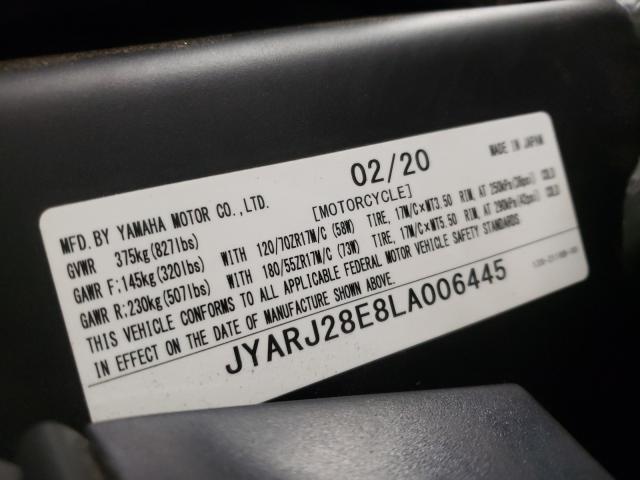 02/20
MADE IN JAPAN
MFD. BY YAMAHA MOTOR CO., LTD.
[MOTORCYCLE]
GVWR 375kg(827lbs)
GAWR F:145kg(320lbs) WITH 120/70ZR17M/C (58W) TIRE, 17M/C×MT3.50 RIM, AT 250kPa(36psi) COLD
GAWR R:230kg(507lbs) WITH 180/55ZR17M/C (73W) TIRE, 17M/C×MT5.50 RIM, AT 290kPa(42psi) COLD
THIS VEHICLE CONFORMS TO ALL APPLICABLE FEDERAL MOTOR VEHICLE SAFETY STANDARDS
IN EFFECT ON THE DATE OF MANUFACTURE SHOWN ABOVE.
JYARJ28E8LA006445